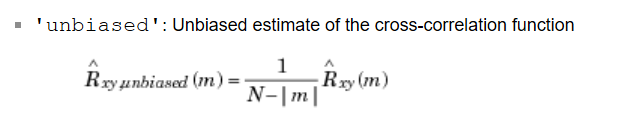 ▪ 'unbiased': Unbiased estimate of the cross-correlation function
R̂xy,unbiased (m) = 1 / (N−|m|) R̂xy (m)